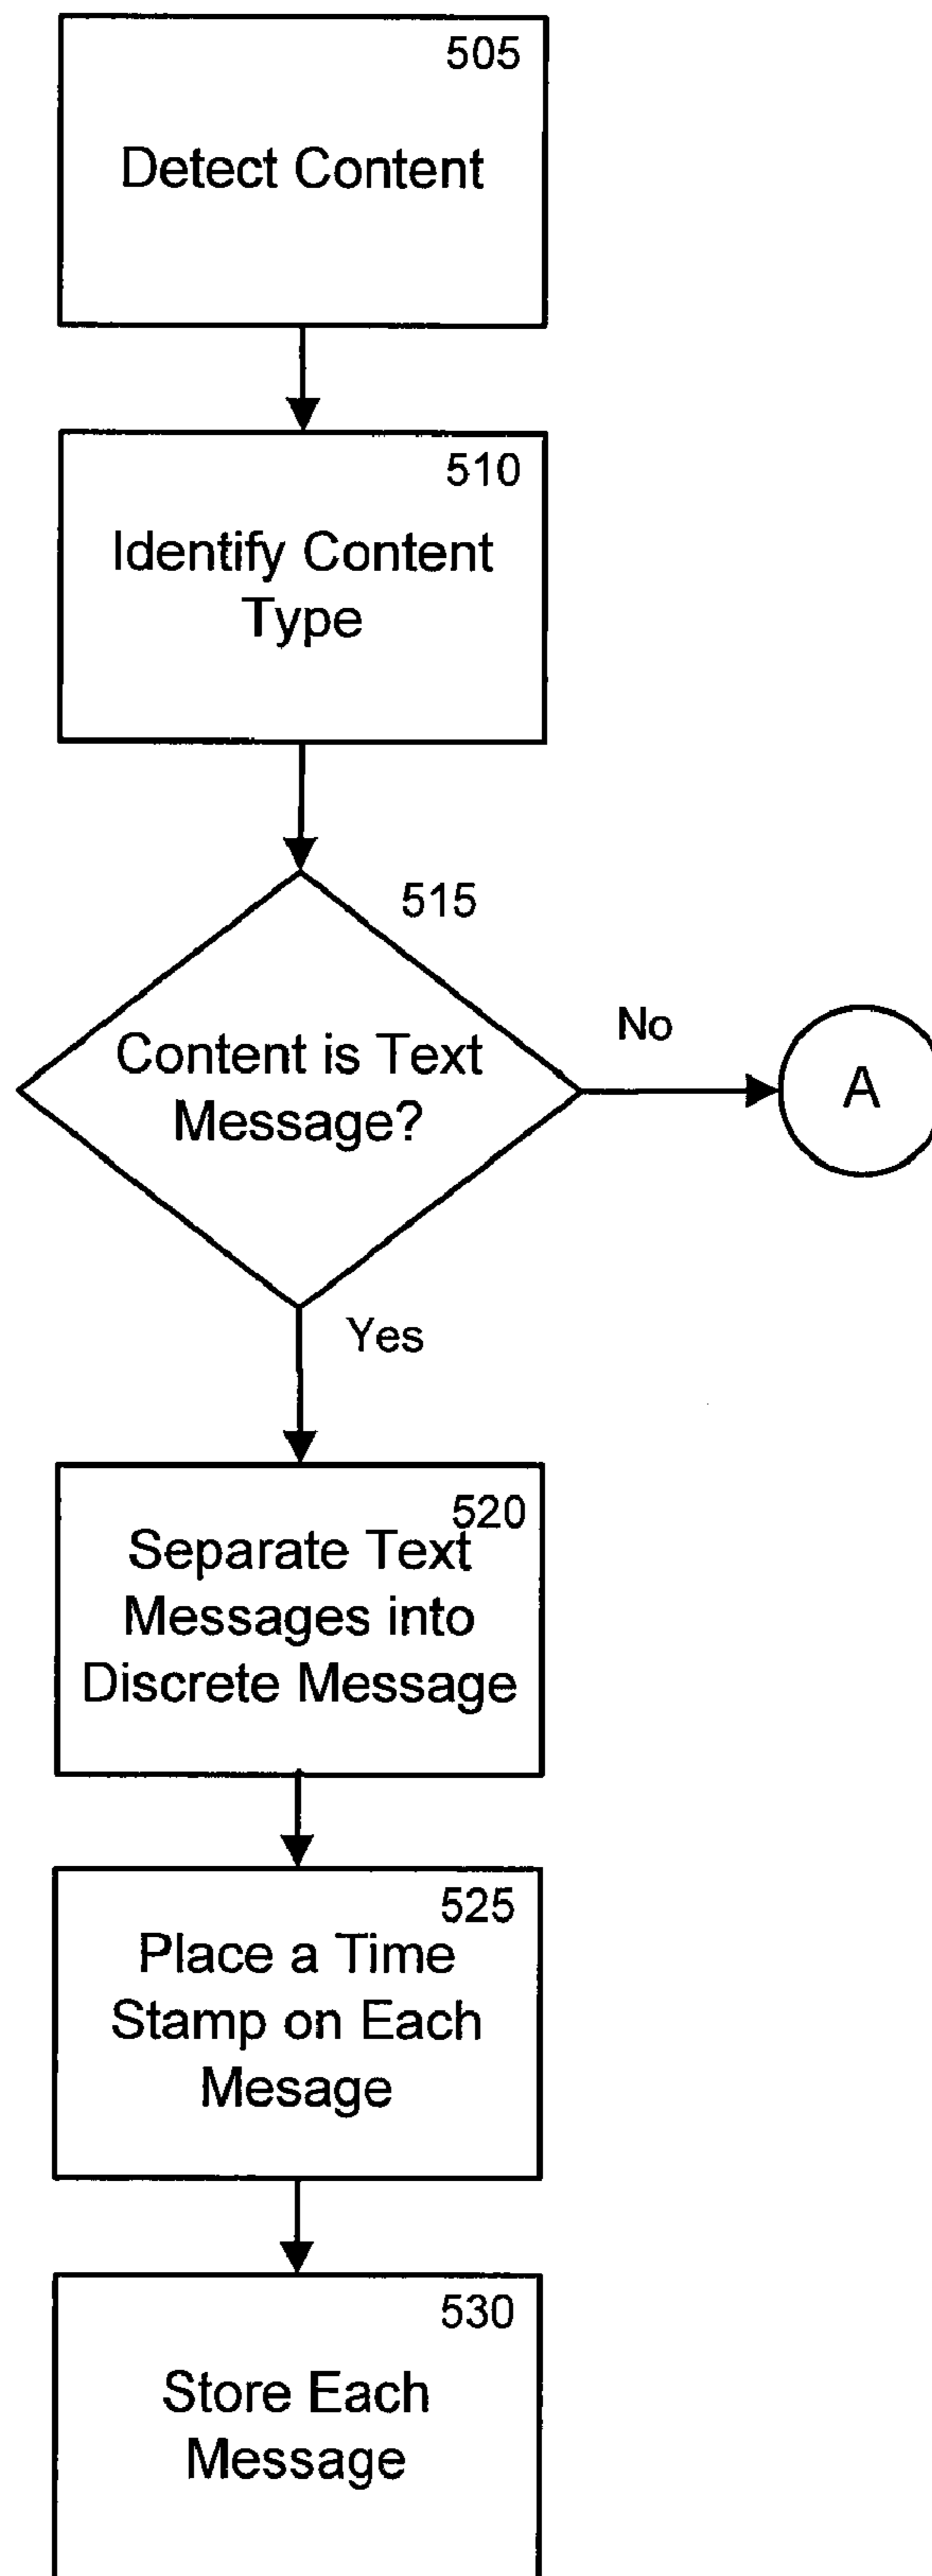 505
Detect Content
510
Identify Content
Type
515
Content is Text
Message?
No
A
Yes
520
Separate Text
Messages into
Discrete Message
525
Place a Time
Stamp on Each
Mesage
530
Store Each
Message